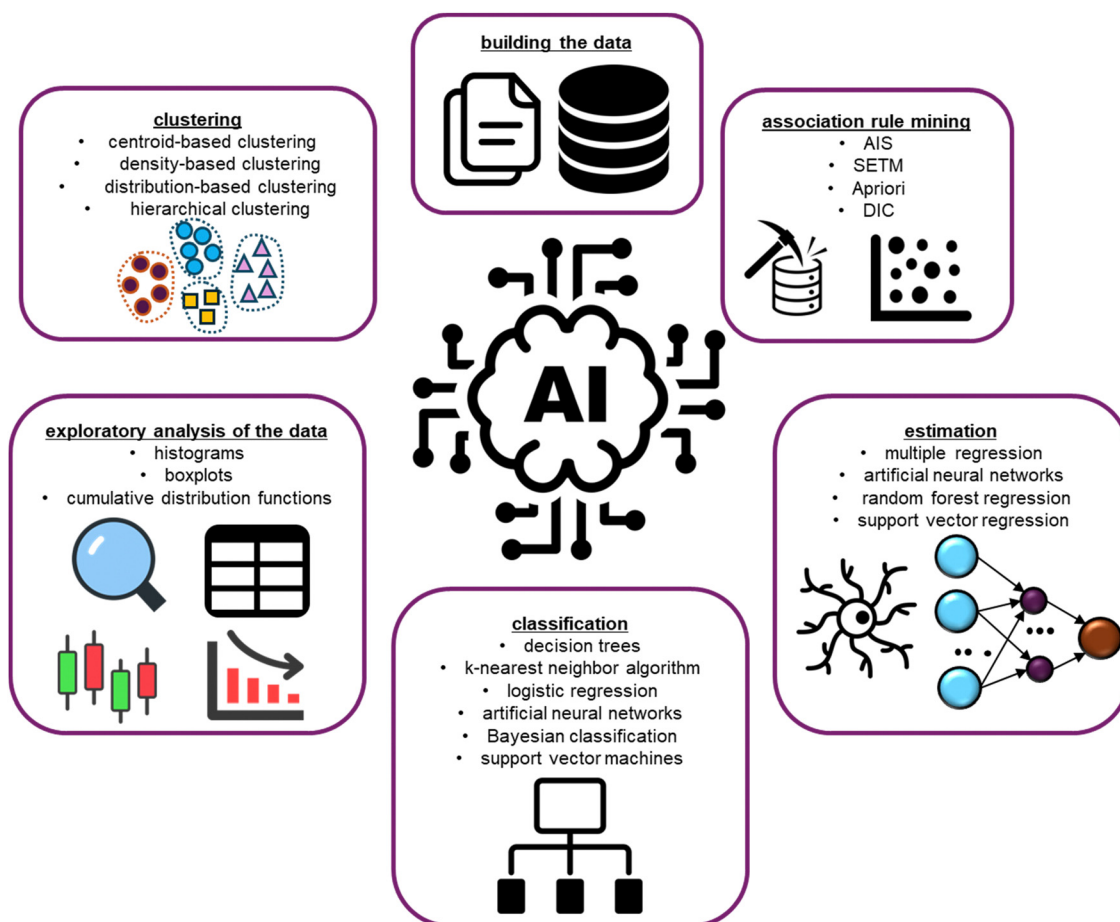 building the data
clustering
• centroid-based clustering
• density-based clustering
• distribution-based clustering
• hierarchical clustering
association rule mining
• AIS
• SETM
• Apriori
• DIC
AI
exploratory analysis of the data
• histograms
• boxplots
• cumulative distribution functions
estimation
• multiple regression
• artificial neural networks
• random forest regression
• support vector regression
classification
• decision trees
• k-nearest neighbor algorithm
• logistic regression
• artificial neural networks
• Bayesian classification
• support vector machines